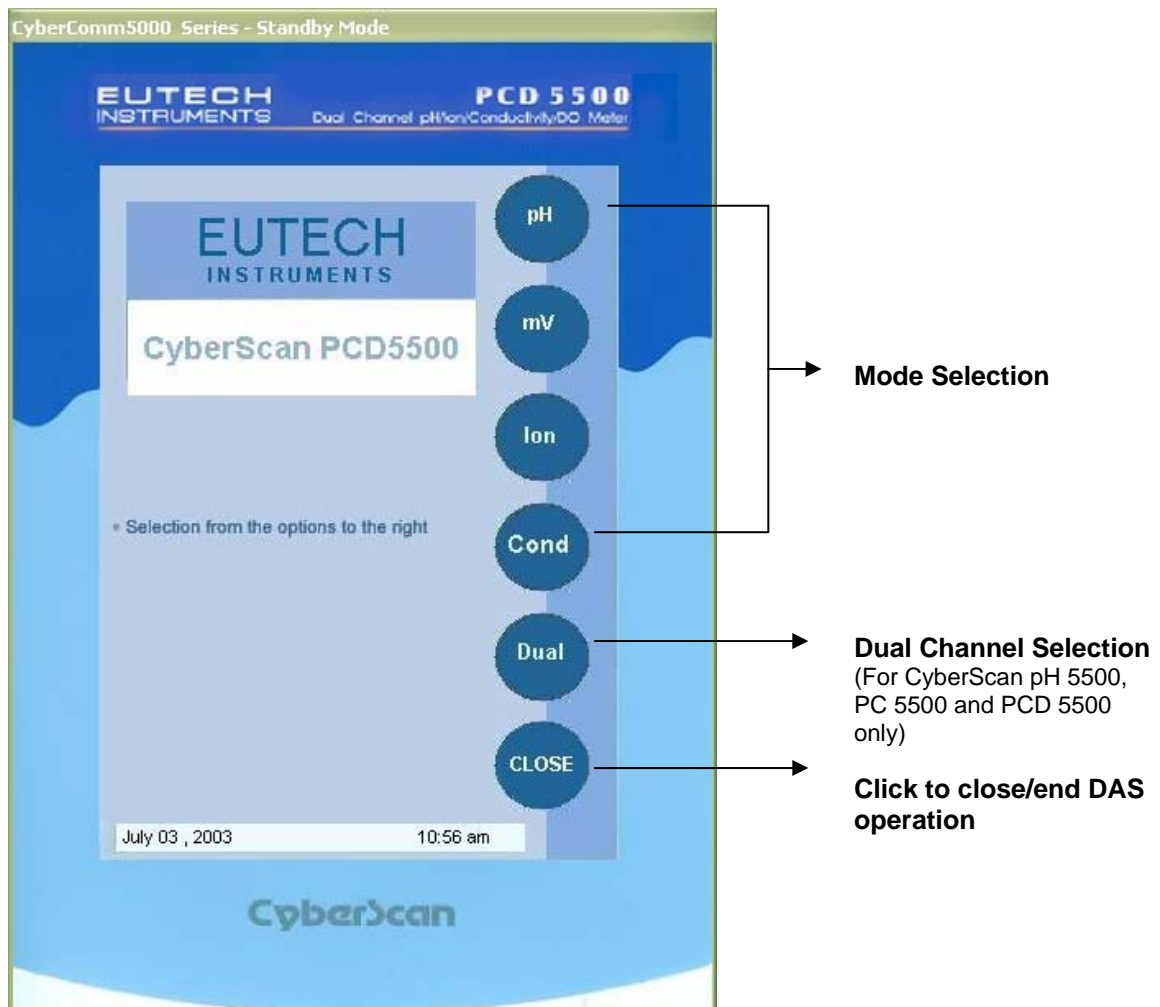 CyberComm5000 Series - Standby Mode
EUTECH
INSTRUMENTS
PCD 5500
Dual Channel pH/Ion/Conductivity/DO Meter
EUTECH
INSTRUMENTS
CyberScan PCD5500
• Selection from the options to the right
pH
mV
Ion
Cond
Dual
CLOSE
July 03 , 2003 10:56 am
CyberScan
Mode Selection
Dual Channel Selection
(For CyberScan pH 5500,
PC 5500 and PCD 5500
only)
Click to close/end DAS
operation